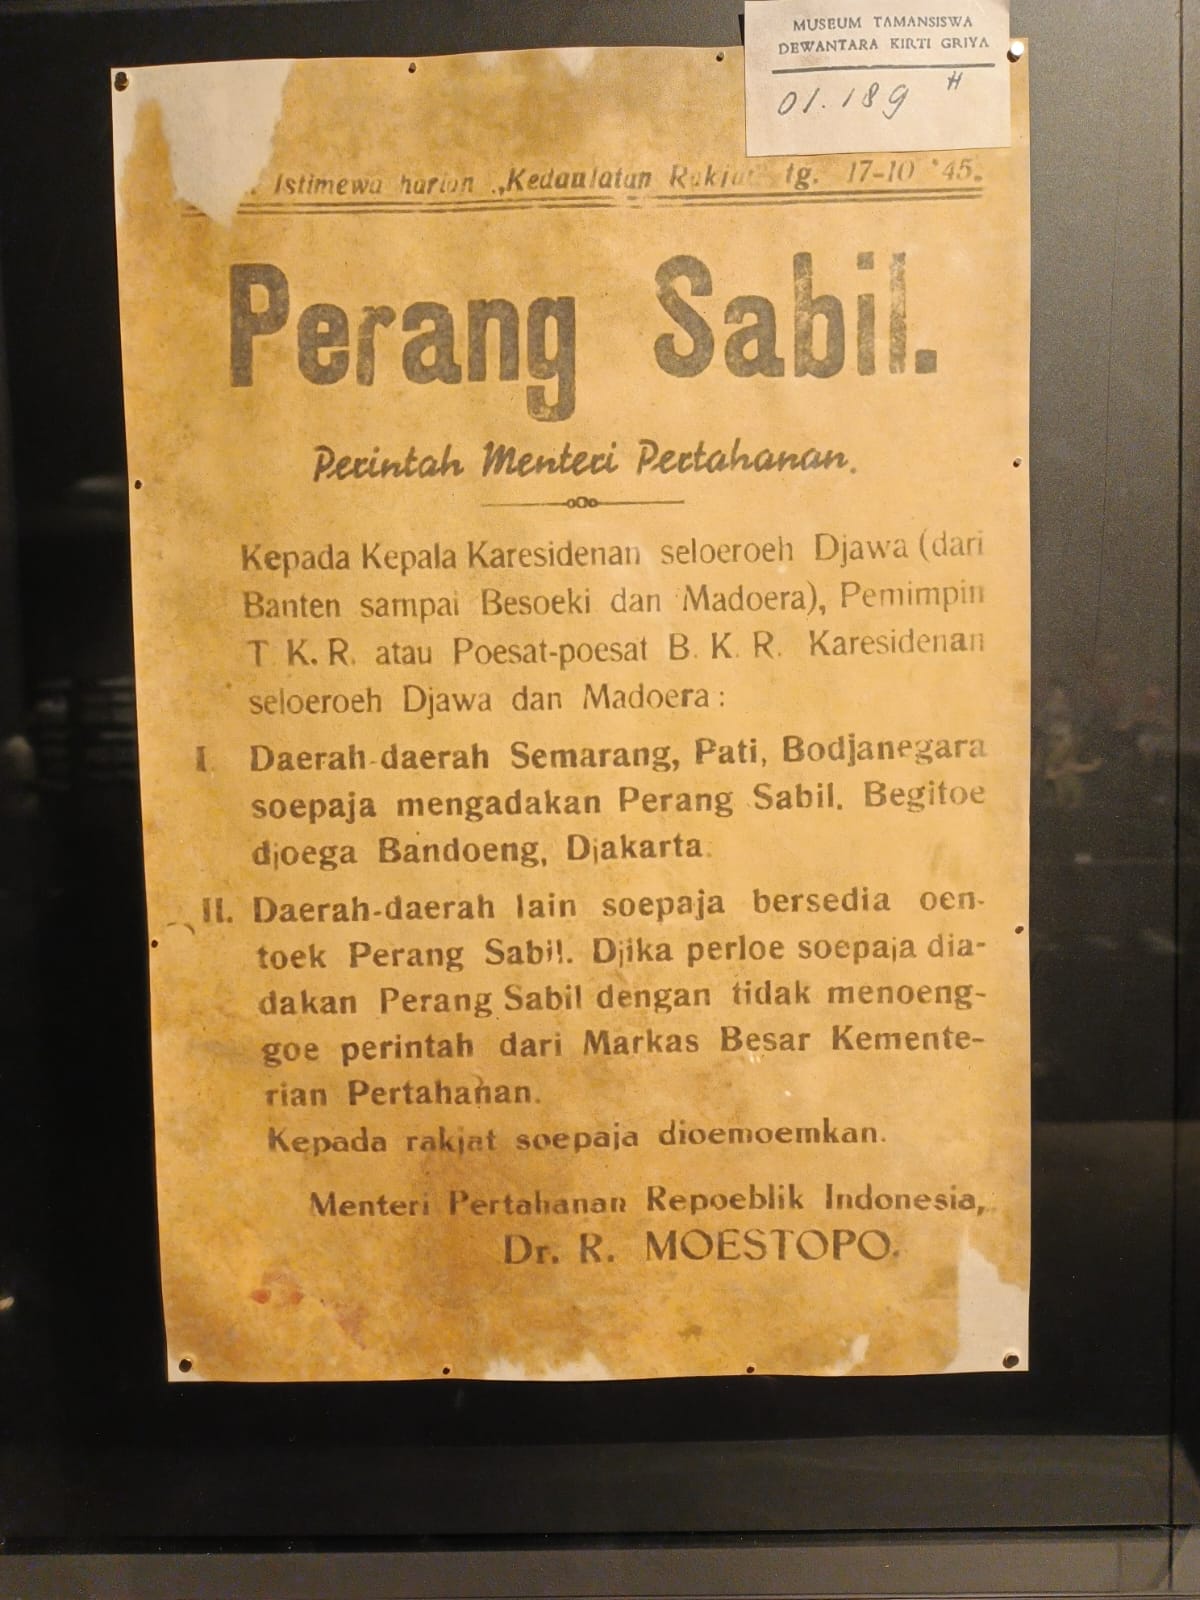 MUSEUM TAMANSISWA
DEWANTARA KIRTI GRIYA
01.189 H
Istimewa harian „Kedaulatan Rakjat" tg. 17-10 '45.
Perang Sabil.
Perintah Menteri Pertahanan.
Kepada Kepala Karesidenan seloeroeh Djawa (dari
Banten sampai Besoeki dan Madoera), Pemimpin
T K. R. atau Poesat-poesat B. K. R. Karesidenan
seloeroeh Djawa dan Madoera :
I. Daerah-daerah Semarang, Pati, Bodjanegara
soepaja mengadakan Perang Sabil. Begitoe
djoega Bandoeng, Djakarta.
II. Daerah-daerah lain soepaja bersedia oen-
toek Perang Sabil. Djika perloe soepaja dia-
dakan Perang Sabil dengan tidak menoeng-
goe perintah dari Markas Besar Kemente-
rian Pertahanan.
Kepada rakjat soepaja dioemoemkan.
Menteri Pertahanan Repoeblik Indonesia,
Dr. R. MOESTOPO.